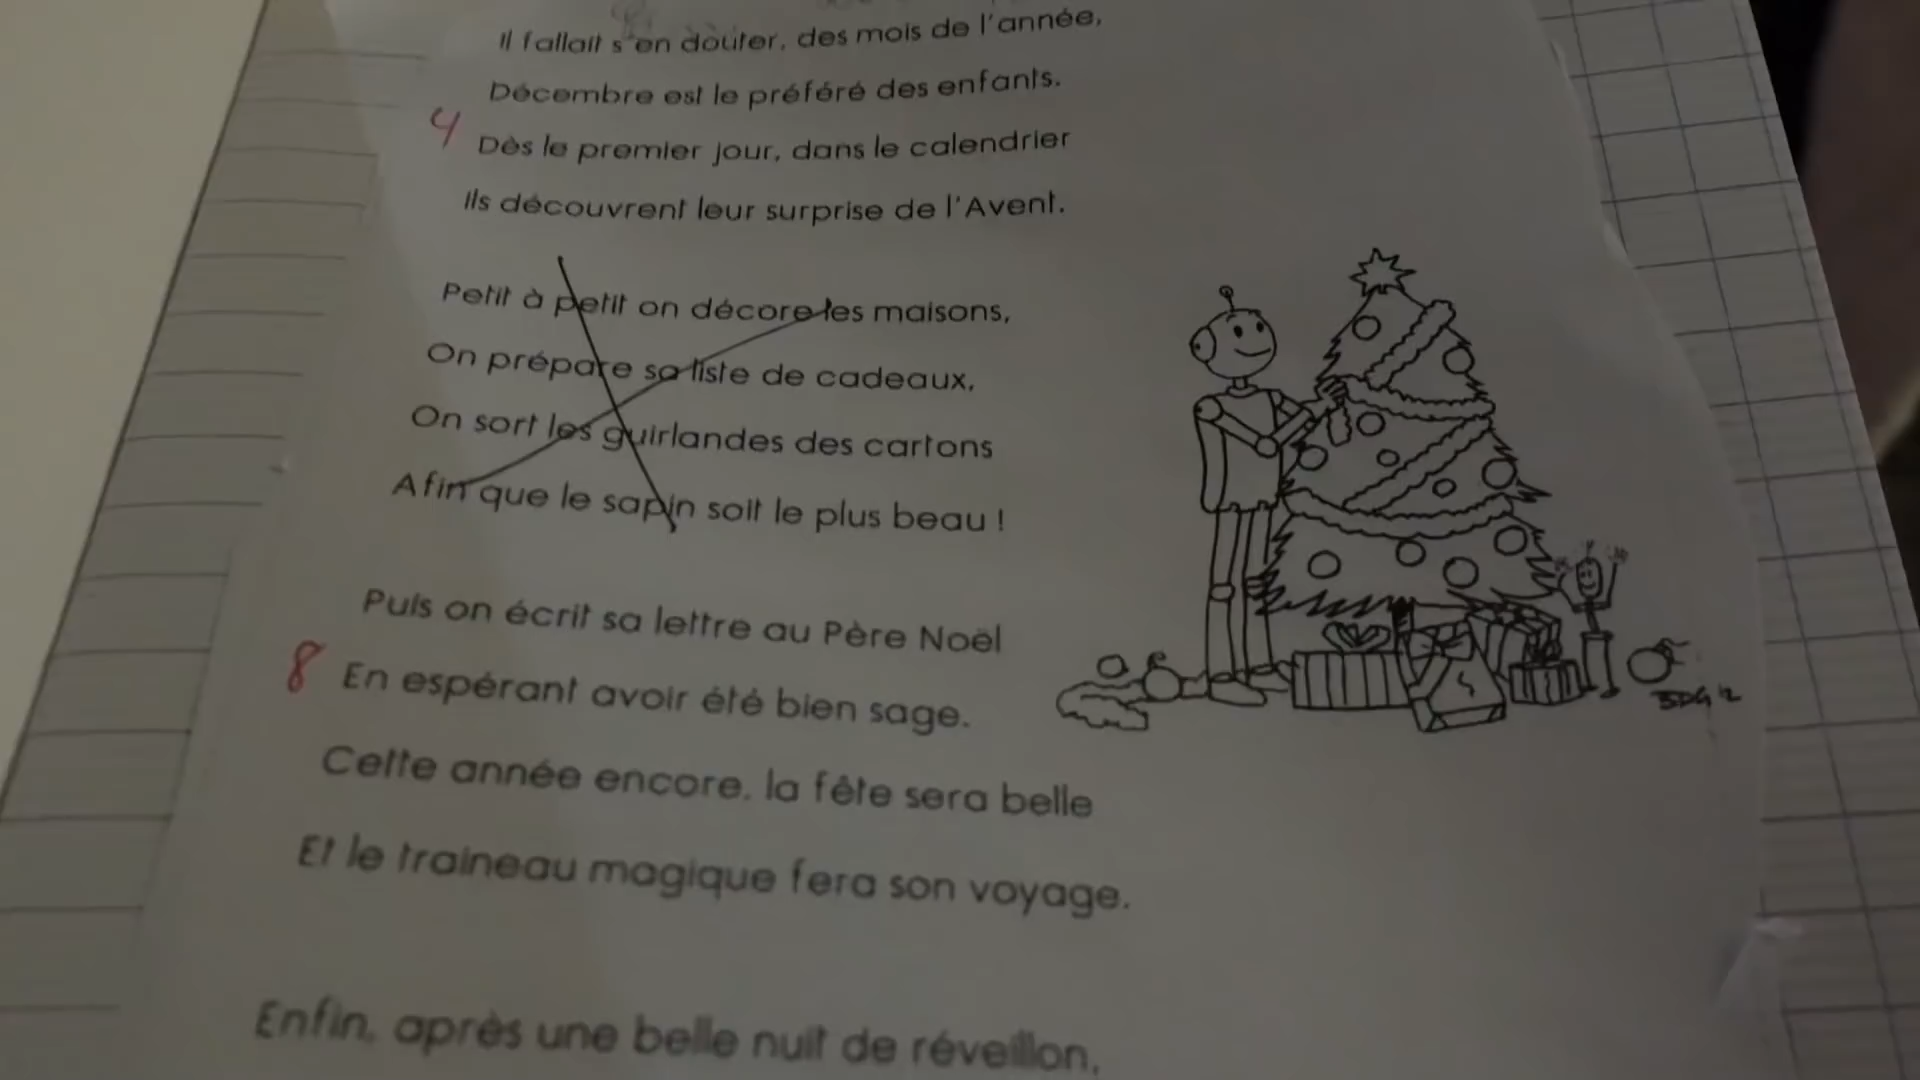 Il fallait s'en douter, des mois de l'année,
Décembre est le préféré des enfants.
4
Dès le premier jour, dans le calendrier
Ils découvrent leur surprise de l'Avent.
Petit à petit on décore les maisons,
On prépare sa liste de cadeaux,
On sort les guirlandes des cartons
Afin que le sapin soit le plus beau !
Puis on écrit sa lettre au Père Noël
8
En espérant avoir été bien sage.
Cette année encore, la fête sera belle
Et le traineau magique fera son voyage.
Enfin, après une belle nuit de réveillon,